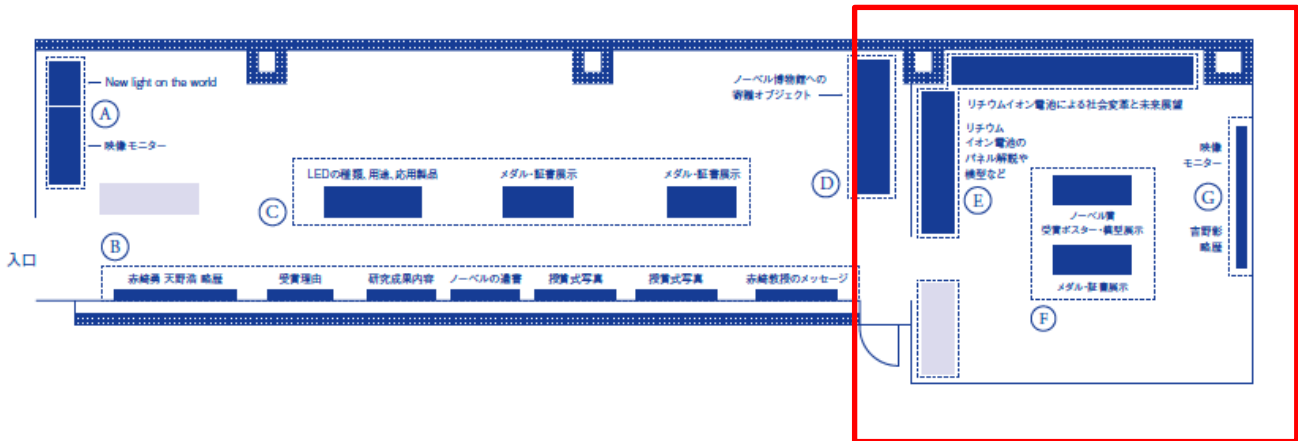 New light on the world
A
映像モニター
入口
B
赤﨑勇 天野浩 略歴
受賞理由
研究成果内容
ノーベルの遺書
授賞式写真
授賞式写真
赤﨑教授のメッセージ
C
LEDの種類、用途、応用製品
メダル・証書展示
メダル・証書展示
ノーベル博物館への
寄贈オブジェクト
D
リチウムイオン電池による社会変革と未来展望
リチウム
イオン電池の
パネル解説や
模型など
E
ノーベル賞
受賞ポスター・模型展示
メダル・証書展示
F
映像
モニター
G
吉野彰
略歴